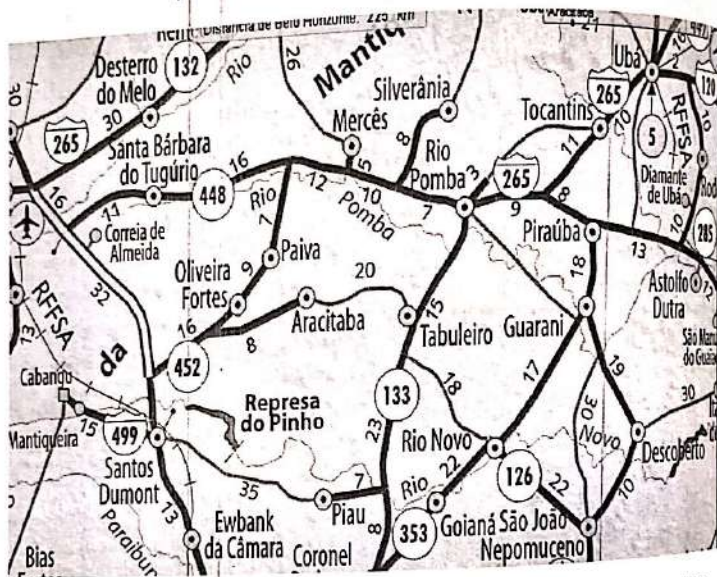 Distância de Belo Horizonte: 225 Km
Desterro
do Melo
132
Rio
26
Mantiq
Silverânia
Ubá
265
120
30
30
265
Mercês
Tocantins
10
RFFSA
Santa Bárbara
do Tugúrio
16
5
8
Rio
Pomba
3
265
11
5
Diamante
de Ubá
16
11
448
Rio
12
10
Pomba
7
9
8
10
285
Correia de
Almeida
1
Paiva
Piraúba
13
Oliveira
Fortes
9
20
18
Astolfo
Dutra
12
RFFSA
32
16
Aracitaba
15
Tabuleiro
Guarani
13
da
452
8
17
19
Cabangu
Represa
do Pinho
133
18
30
30
Mantiqueira
15
499
23
Rio Novo
Novo
Descoberto
Santos
Dumont
35
7
Rio
22
126
22
10
13
Piau
8
353
Goianá
São João
Nepomuceno
Ewbank
da Câmara
Paraibun
Bias
Coronel